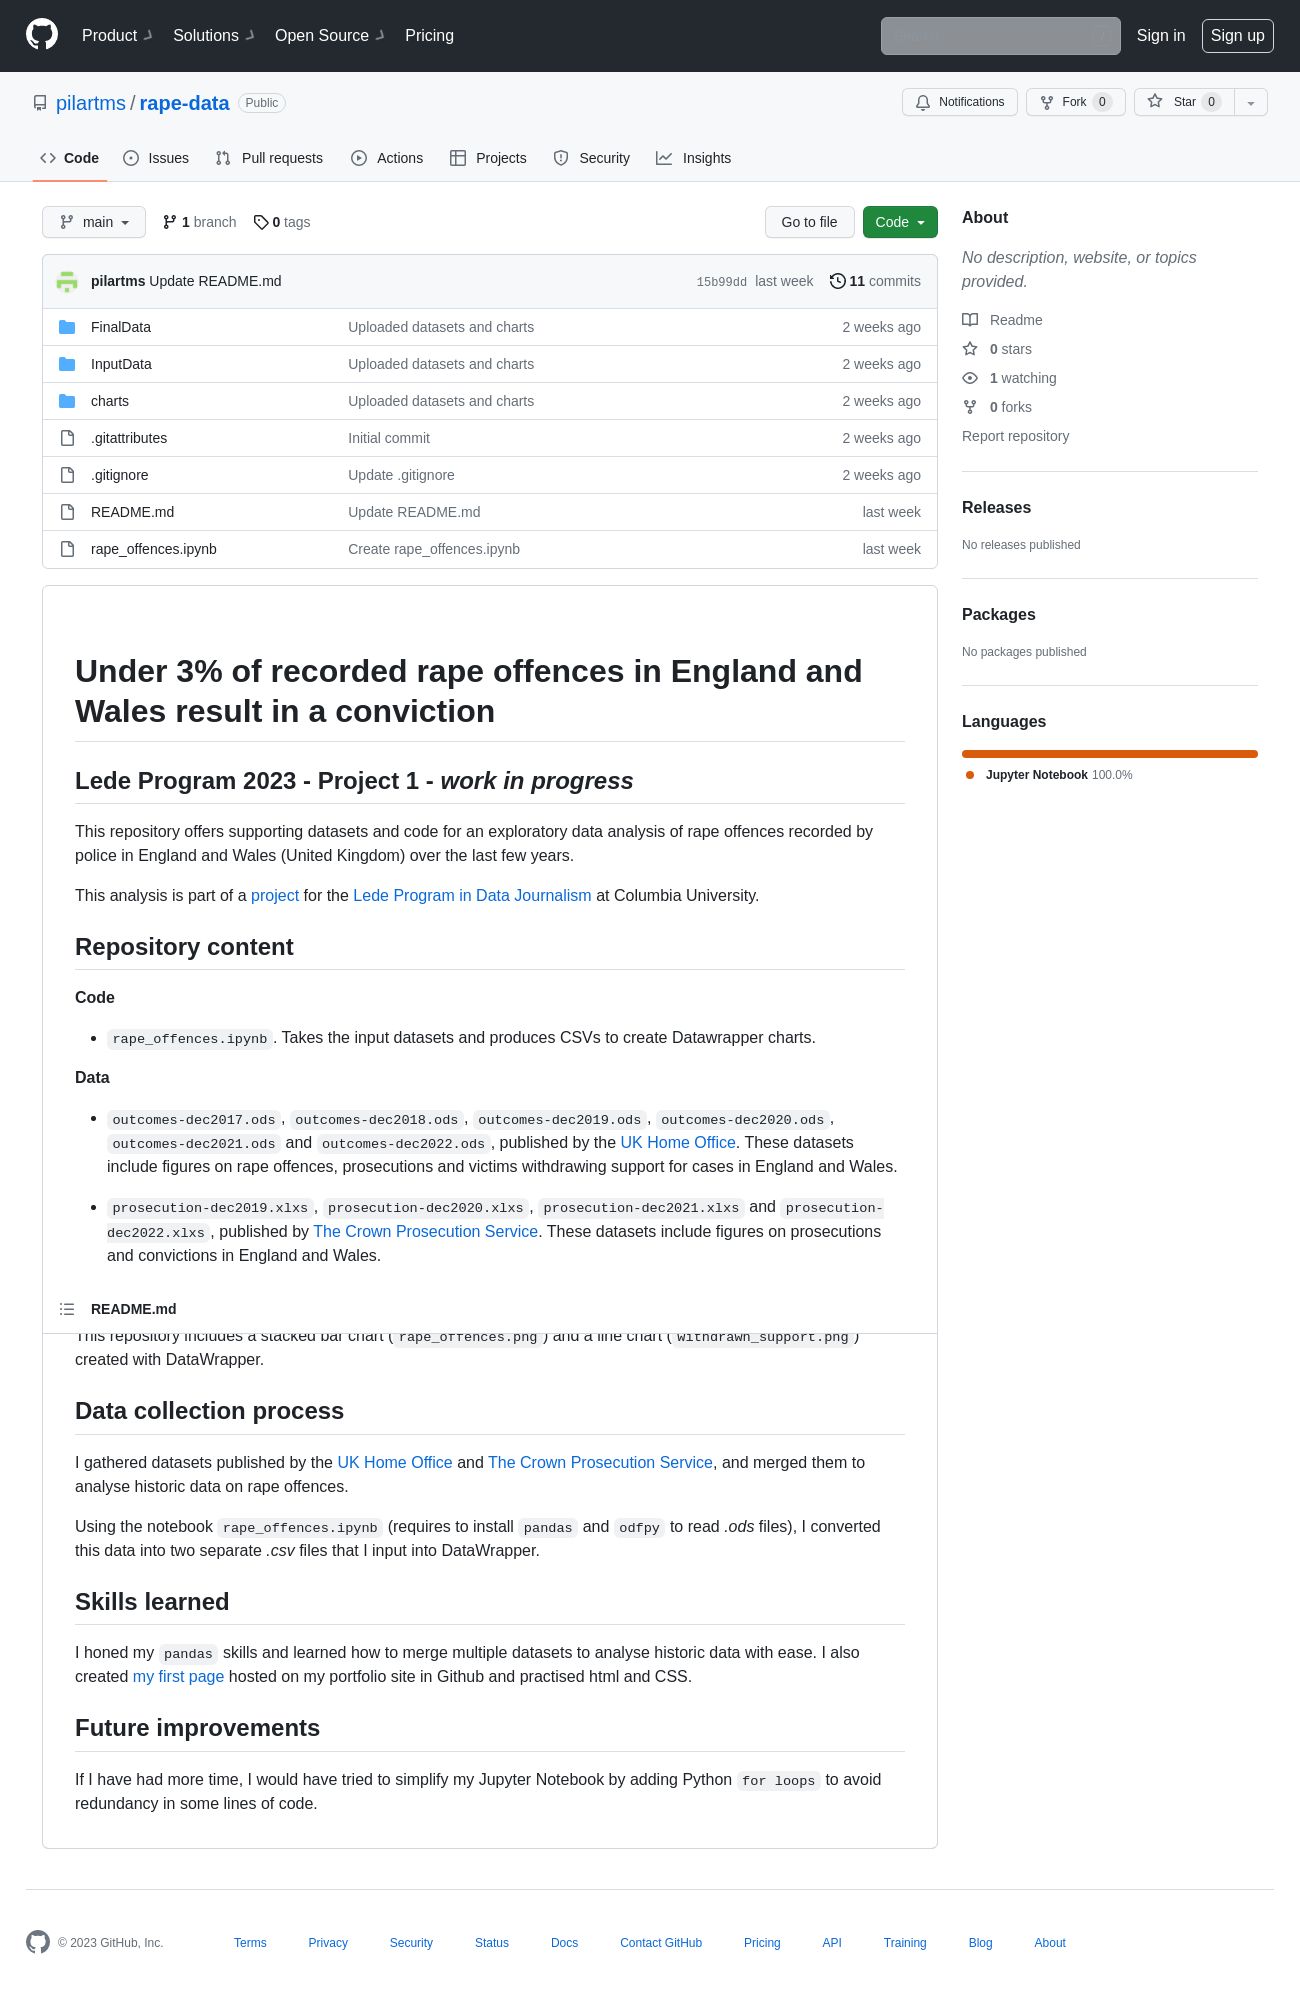 Product Solutions Open Source Pricing Sign in Sign up
pilartms / rape-data Public Notifications Fork 0 Star 0
Code Issues Pull requests Actions Projects Security Insights
main 1 branch 0 tags Go to file Code
pilartms Update README.md 15b99dd last week 11 commits
FinalData Uploaded datasets and charts 2 weeks ago
InputData Uploaded datasets and charts 2 weeks ago
charts Uploaded datasets and charts 2 weeks ago
.gitattributes Initial commit 2 weeks ago
.gitignore Update .gitignore 2 weeks ago
README.md Update README.md last week
rape_offences.ipynb Create rape_offences.ipynb last week
Under 3% of recorded rape offences in England and
Wales result in a conviction
Lede Program 2023 - Project 1 - work in progress
This repository offers supporting datasets and code for an exploratory data analysis of rape offences recorded by
police in England and Wales (United Kingdom) over the last few years.
This analysis is part of a project for the Lede Program in Data Journalism at Columbia University.
Repository content
Code
rape_offences.ipynb. Takes the input datasets and produces CSVs to create Datawrapper charts.
Data
outcomes-dec2017.ods, outcomes-dec2018.ods, outcomes-dec2019.ods, outcomes-dec2020.ods,
outcomes-dec2021.ods and outcomes-dec2022.ods, published by the UK Home Office. These datasets
include figures on rape offences, prosecutions and victims withdrawing support for cases in England and Wales.
prosecution-dec2019.xlxs, prosecution-dec2020.xlxs, prosecution-dec2021.xlxs and prosecution-
dec2022.xlxs, published by The Crown Prosecution Service. These datasets include figures on prosecutions
and convictions in England and Wales.
README.md
This repository includes a stacked bar chart (rape_offences.png) and a line chart (withdrawn_support.png)
created with DataWrapper.
Data collection process
I gathered datasets published by the UK Home Office and The Crown Prosecution Service, and merged them to
analyse historic data on rape offences.
Using the notebook rape_offences.ipynb (requires to install pandas and odfpy to read .ods files), I converted
this data into two separate .csv files that I input into DataWrapper.
Skills learned
I honed my pandas skills and learned how to merge multiple datasets to analyse historic data with ease. I also
created my first page hosted on my portfolio site in Github and practised html and CSS.
Future improvements
If I have had more time, I would have tried to simplify my Jupyter Notebook by adding Python for loops to avoid
redundancy in some lines of code.
About
No description, website, or topics
provided.
Readme
0 stars
1 watching
0 forks
Report repository
Releases
No releases published
Packages
No packages published
Languages
Jupyter Notebook 100.0%
© 2023 GitHub, Inc. Terms Privacy Security Status Docs Contact GitHub Pricing API Training Blog About